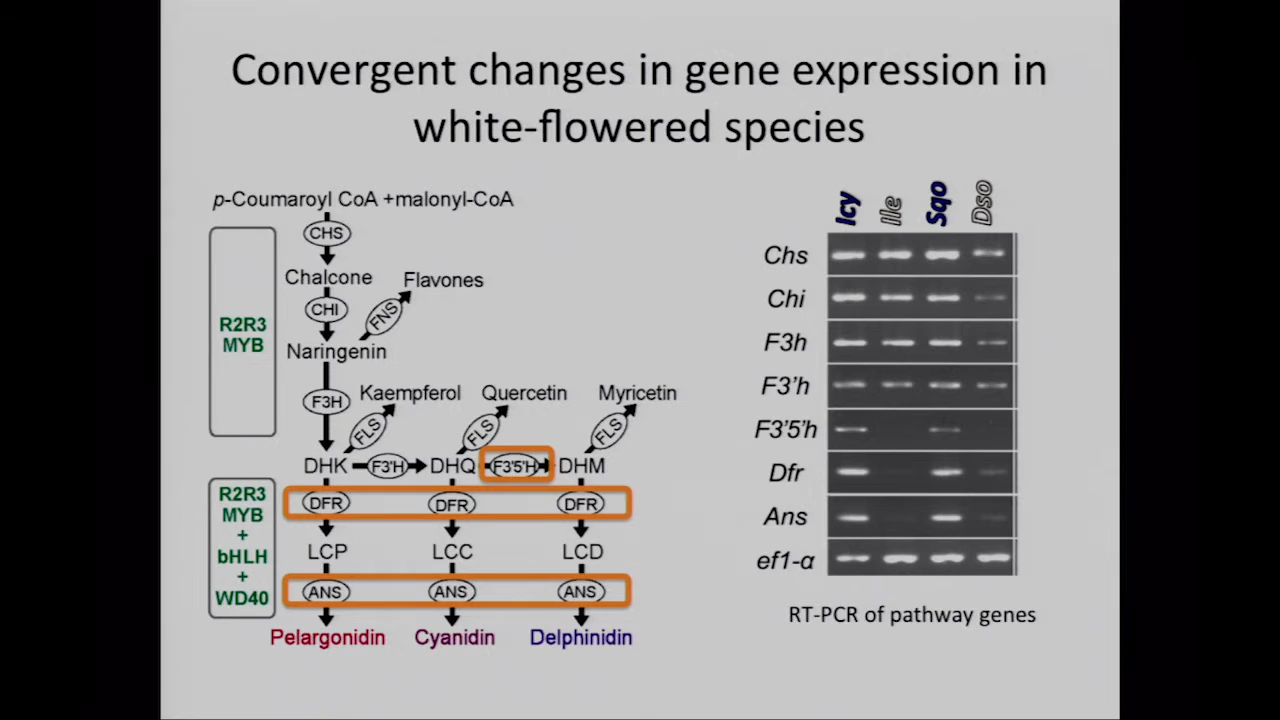 Convergent changes in gene expression in
white-flowered species
p-Coumaroyl CoA +malonyl-CoA
CHS
Chalcone
Flavones
CHI
FNS
R2R3
MYB
Naringenin
F3H
Kaempferol
Quercetin
Myricetin
FLS
FLS
FLS
DHK
F3'H
DHQ
F3'5'H
DHM
R2R3
MYB
+
bHLH
+
WD40
DFR
DFR
DFR
LCP
LCC
LCD
ANS
ANS
ANS
Pelargonidin
Cyanidin
Delphinidin
Icy
Ile
Sqo
Dso
Chs
Chi
F3h
F3'h
F3'5'h
Dfr
Ans
ef1-α
RT-PCR of pathway genes